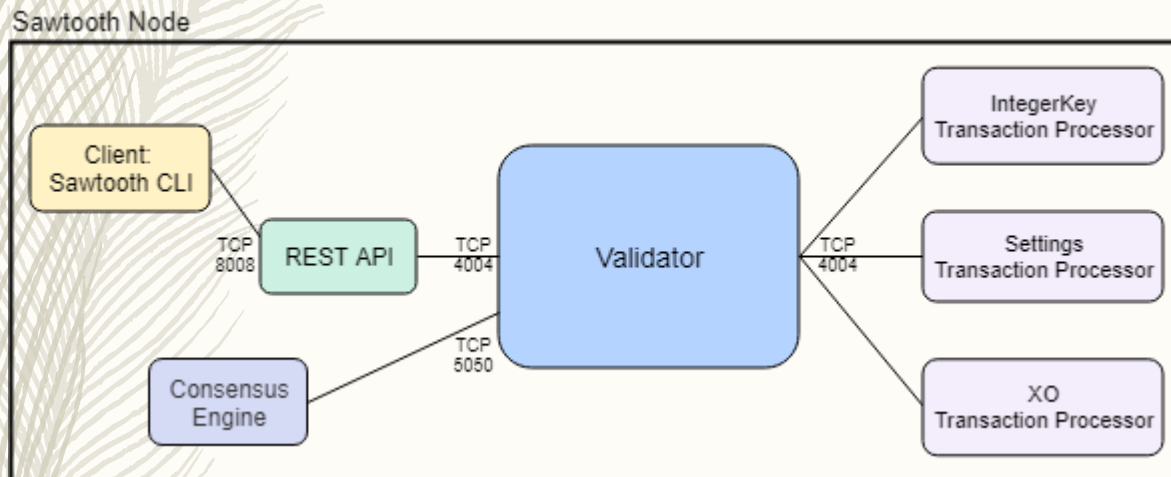 Sawtooth Node
Client:
Sawtooth CLI
TCP
8008
REST API
TCP
4004
Consensus
Engine
TCP
5050
Validator
TCP
4004
IntegerKey
Transaction Processor
Settings
Transaction Processor
XO
Transaction Processor